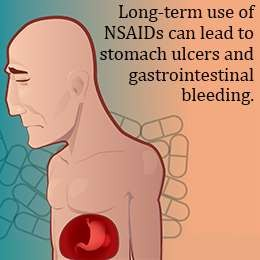 Long-term use of
NSAIDs can lead to
stomach ulcers and
gastrointestinal
bleeding.